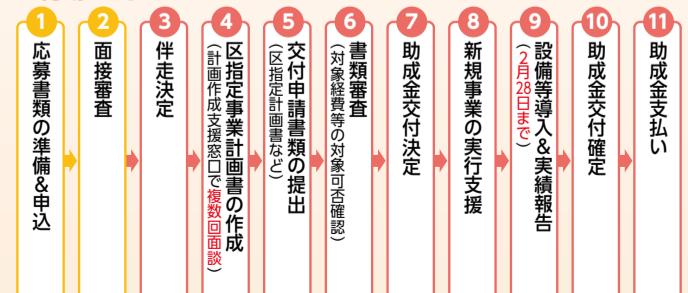 1
応募書類の準備&申込
2
面接審査
3
伴走決定
4
区指定事業計画書の作成
(計画作成支援窓口で複数回面談)
5
交付申請書類の提出
(区指定計画書など)
6
書類審査
(対象経費等の対象可否確認)
7
助成金交付決定
8
新規事業の実行支援
9
設備等導入&実績報告
(2月28日まで)
10
助成金交付確定
11
助成金支払い